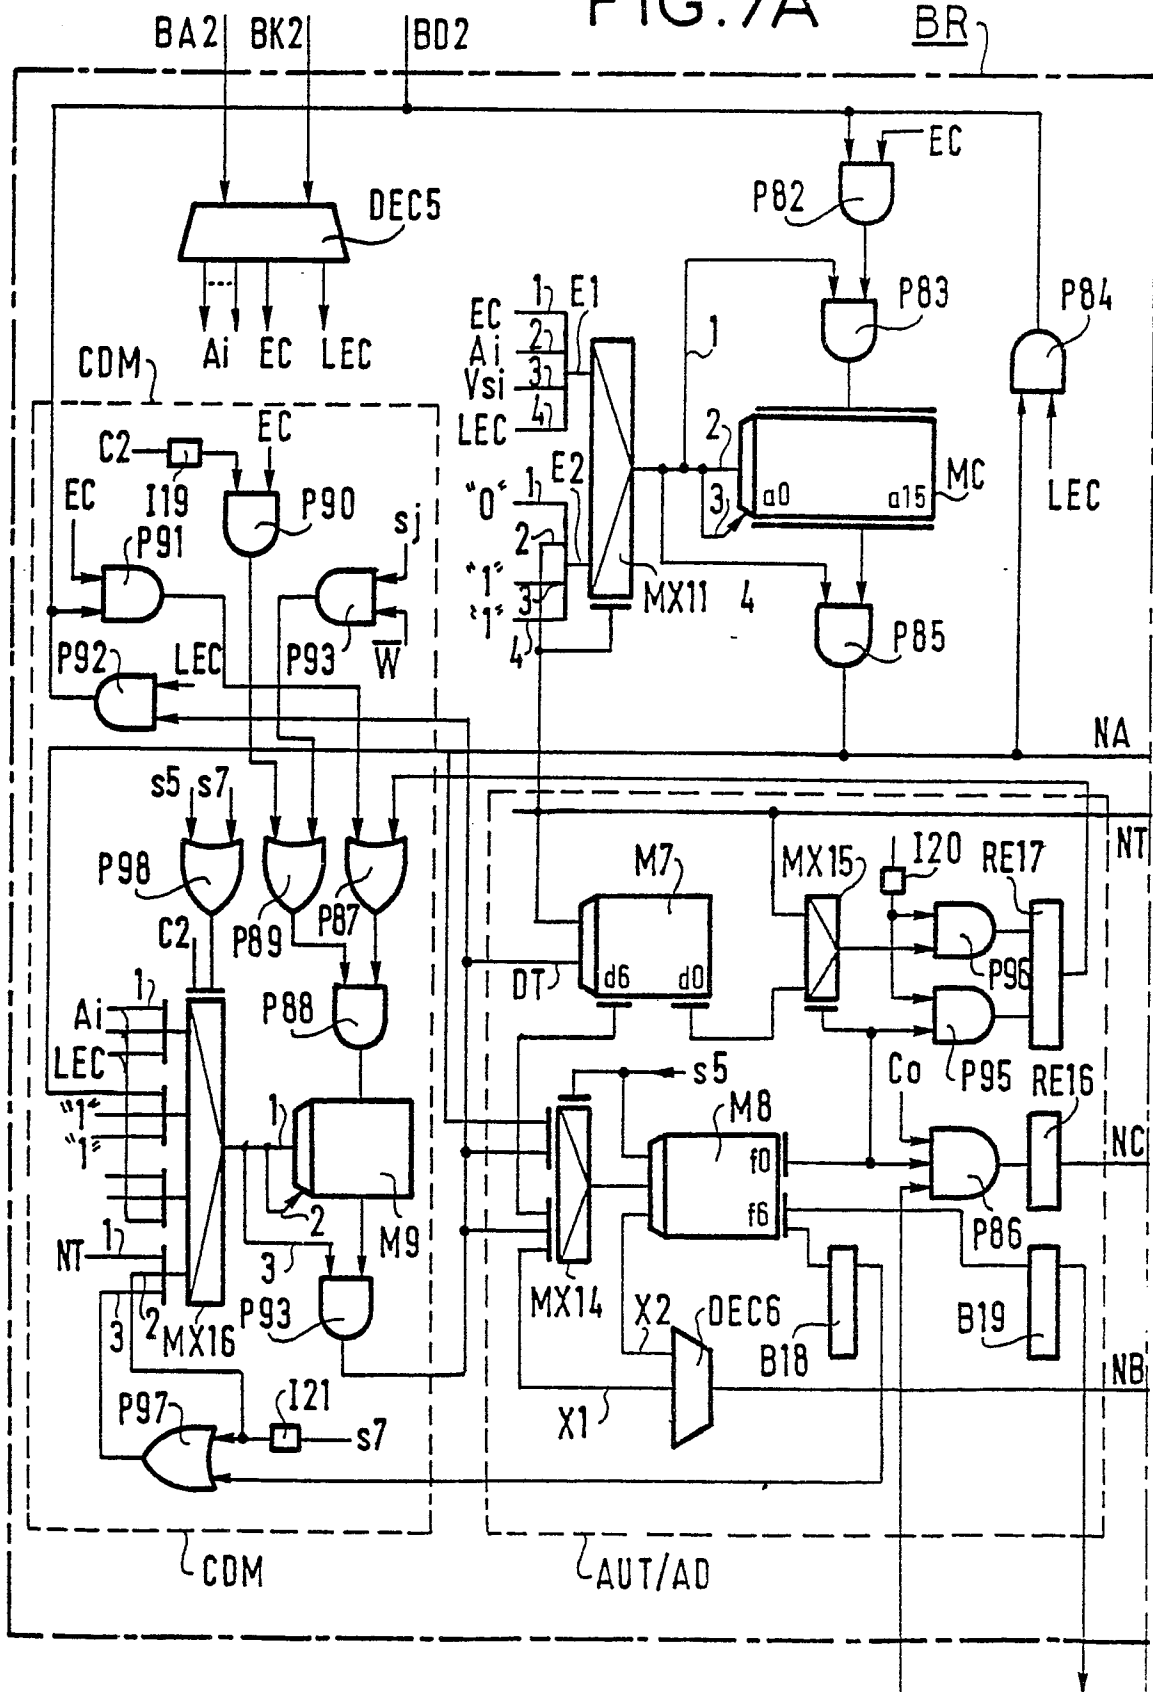 FIG. 7A
BR
BA2 BK2 BD2
EC
P82
DEC5
P83 P84
1 E1
EC
Ai 2
Vsi 3
LEC 4
1
Ai EC LEC
CDM
C2 EC
I19
P90
EC
P91
sj
E2
"0" 1
2
"1"
3
"1"
4
MX11
2
3
a0 a15
MC
LEC
4
P85
P92 LEC
P93
W
NA
s5 s7
P98
P89
P87
NT
M7
MX15
I20
RE17
C2
P88
DT
d6 d0
P96
P95
Ai 1
LEC
"1"
"1"
s5
M8
Co
RE16
f0
f6
NC
P86
1
2
M9
NT 1
2
3
MX16
3
P93
MX14
X2
DEC6
B18
B19
NB
X1
P97
I21
s7
CDM
AUT/AD